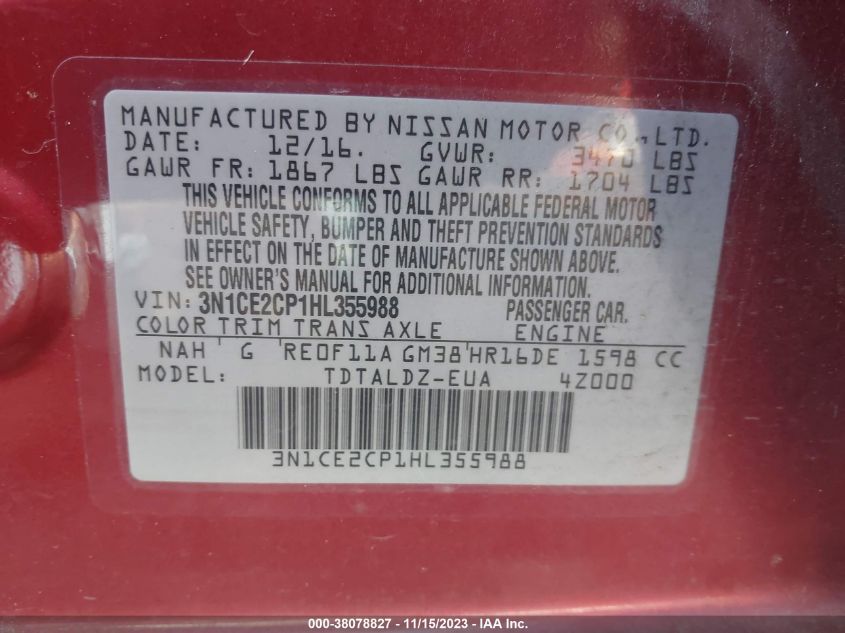 MANUFACTURED BY NISSAN MOTOR CO., LTD.
DATE: 12/16. GVWR: 3470 LBS
GAWR FR: 1867 LBS GAWR RR: 1704 LBS
THIS VEHICLE CONFORMS TO ALL APPLICABLE FEDERAL MOTOR
VEHICLE SAFETY, BUMPER AND THEFT PREVENTION STANDARDS
IN EFFECT ON THE DATE OF MANUFACTURE SHOWN ABOVE.
SEE OWNER'S MANUAL FOR ADDITIONAL INFORMATION.
VIN: 3N1CE2CP1HL355988 PASSENGER CAR.
COLOR TRIM TRANS AXLE ENGINE
NAH G RE0F11A GM38 HR16DE 1598 CC
MODEL: TDTALDZ-EUA 4Z000
3N1CE2CP1HL355988
000-38078827 - 11/15/2023 - IAA Inc.